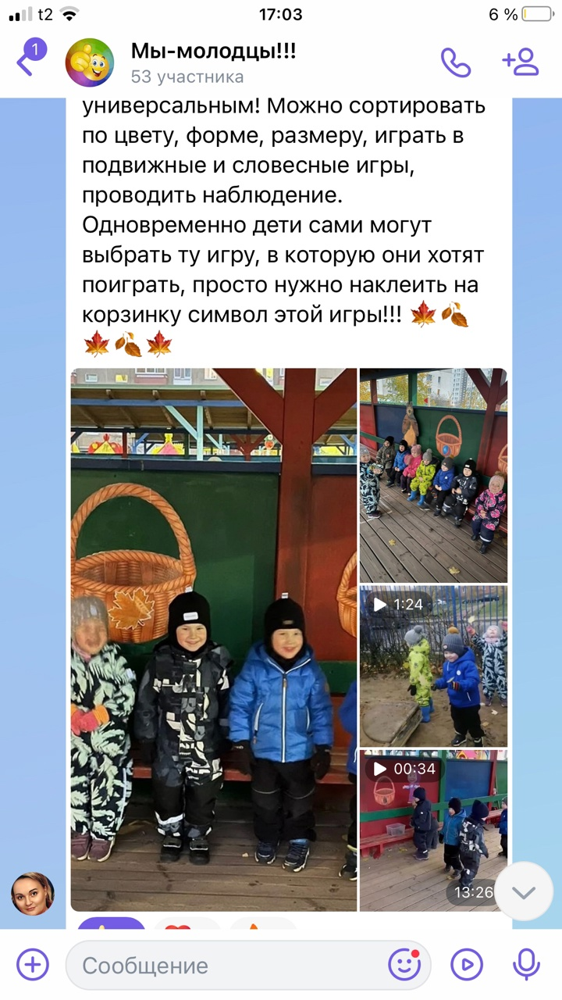 t2 17:03 6 %
1
Мы-молодцы!!!
53 участника
универсальным! Можно сортировать
по цвету, форме, размеру, играть в
подвижные и словесные игры,
проводить наблюдение.
Одновременно дети сами могут
выбрать ту игру, в которую они хотят
поиграть, просто нужно наклеить на
корзинку символ этой игры!!! 🍁🍂
🍁🍂🍁
1:24
00:34
13:26
Сообщение